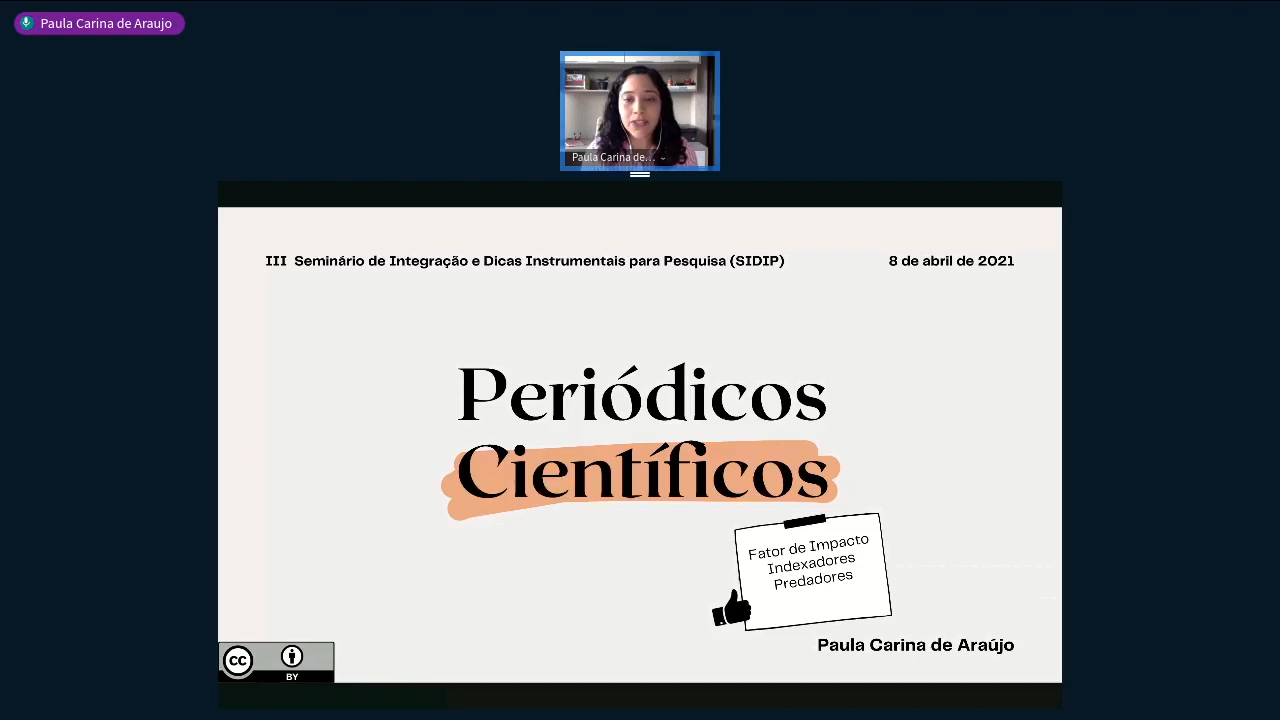 Paula Carina de Araujo
Paula Carina de...
III Seminário de Integração e Dicas Instrumentais para Pesquisa (SIDIP)
8 de abril de 2021
Periódicos
Científicos
Fator de Impacto
Indexadores
Predadores
Paula Carina de Araújo
CC
BY